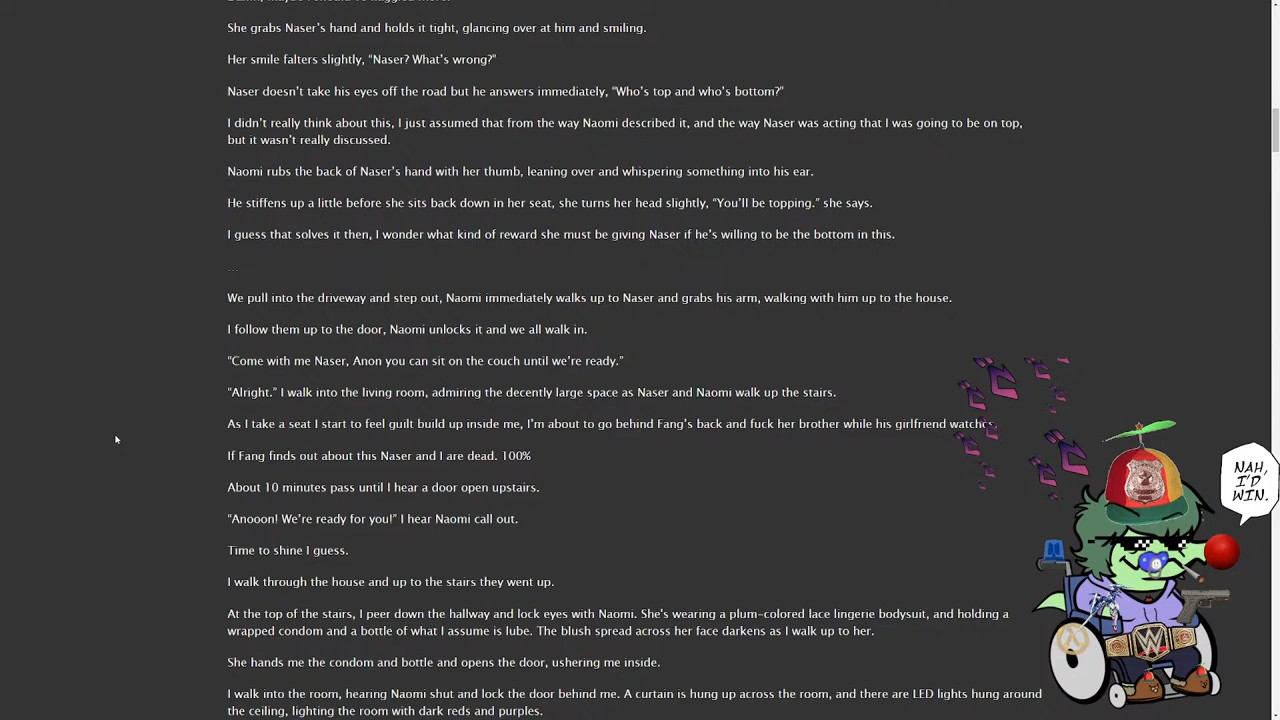 She grabs Naser’s hand and holds it tight, glancing over at him and smiling.
Her smile falters slightly, “Naser? What’s wrong?”
Naser doesn’t take his eyes off the road but he answers immediately, “Who’s top and who’s bottom?”
I didn’t really think about this, I just assumed that from the way Naomi described it, and the way Naser was acting that I was going to be on top,
but it wasn’t really discussed.
Naomi rubs the back of Naser’s hand with her thumb, leaning over and whispering something into his ear.
He stiffens up a little before she sits back down in her seat, she turns her head slightly, “You’ll be topping.” she says.
I guess that solves it then, I wonder what kind of reward she must be giving Naser if he’s willing to be the bottom in this.
…
We pull into the driveway and step out, Naomi immediately walks up to Naser and grabs his arm, walking with him up to the house.
I follow them up to the door, Naomi unlocks it and we all walk in.
“Come with me Naser, Anon you can sit on the couch until we’re ready.”
“Alright.” I walk into the living room, admiring the decently large space as Naser and Naomi walk up the stairs.
As I take a seat I start to feel guilt build up inside me, I’m about to go behind Fang’s back and fuck her brother while his girlfriend watches.
If Fang finds out about this Naser and I are dead. 100%
About 10 minutes pass until I hear a door open upstairs.
“Anooon! We’re ready for you!” I hear Naomi call out.
Time to shine I guess.
I walk through the house and up to the stairs they went up.
At the top of the stairs, I peer down the hallway and lock eyes with Naomi. She's wearing a plum-colored lace lingerie bodysuit, and holding a
wrapped condom and a bottle of what I assume is lube. The blush spread across her face darkens as I walk up to her.
She hands me the condom and bottle and opens the door, ushering me inside.
I walk into the room, hearing Naomi shut and lock the door behind me. A curtain is hung up across the room, and there are LED lights hung around
the ceiling, lighting the room with dark reds and purples.
NAH,
I'D
WIN.